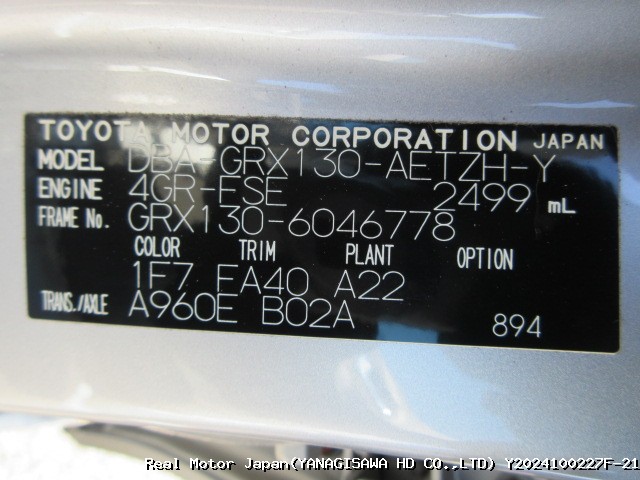 TOYOTA MOTOR CORPORATION JAPAN
MODEL DBA-GRX130-AETZH-Y
ENGINE 4GR-FSE 2499 mL
FRAME No. GRX130-6046778
COLOR TRIM PLANT OPTION
1F7 FA40 A22
TRANS./AXLE A960E B02A 894
Real Motor Japan(YANAGISAWA HD CO.,LTD) Y2024100227F-21